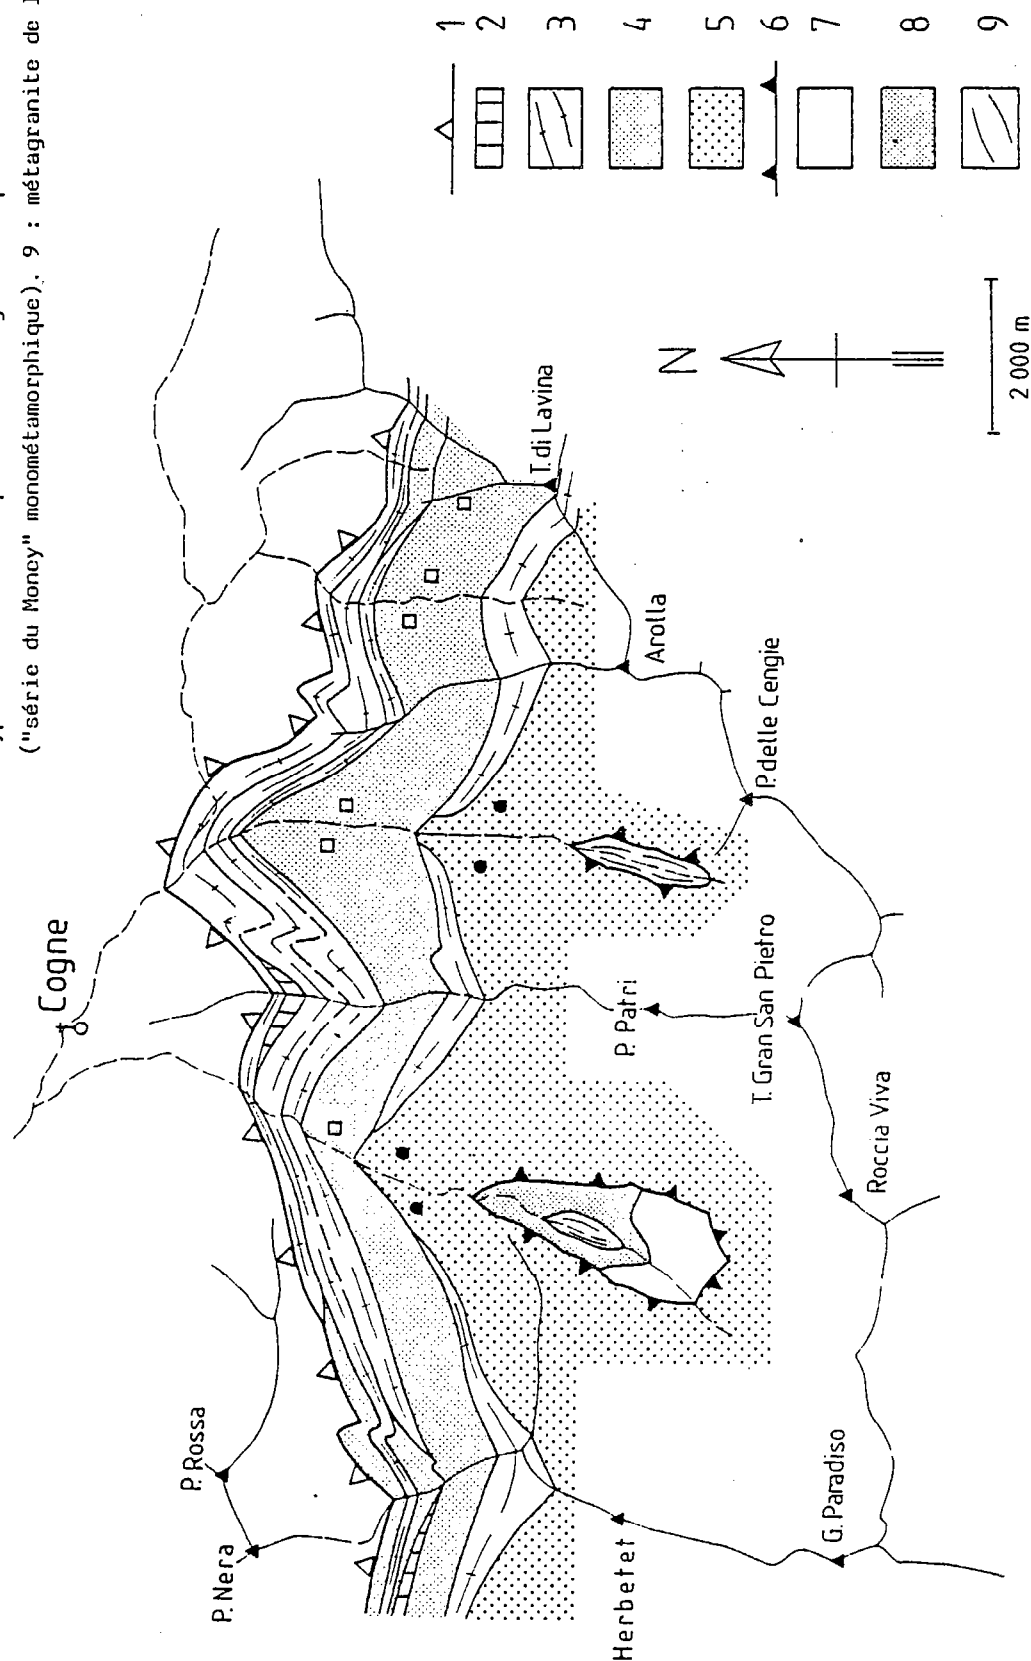 ("série du Moncy" monométamorphique). 9 : métagranite de
Cogne
P. Rossa
P. Nera
Herbetet
G. Paradiso
Roccia Viva
T. Gran San Pietro
P. Patri
P. delle Cengie
Arolla
T. di Lavina
N
2 000 m
1
2
3
4
5
6
7
8
9